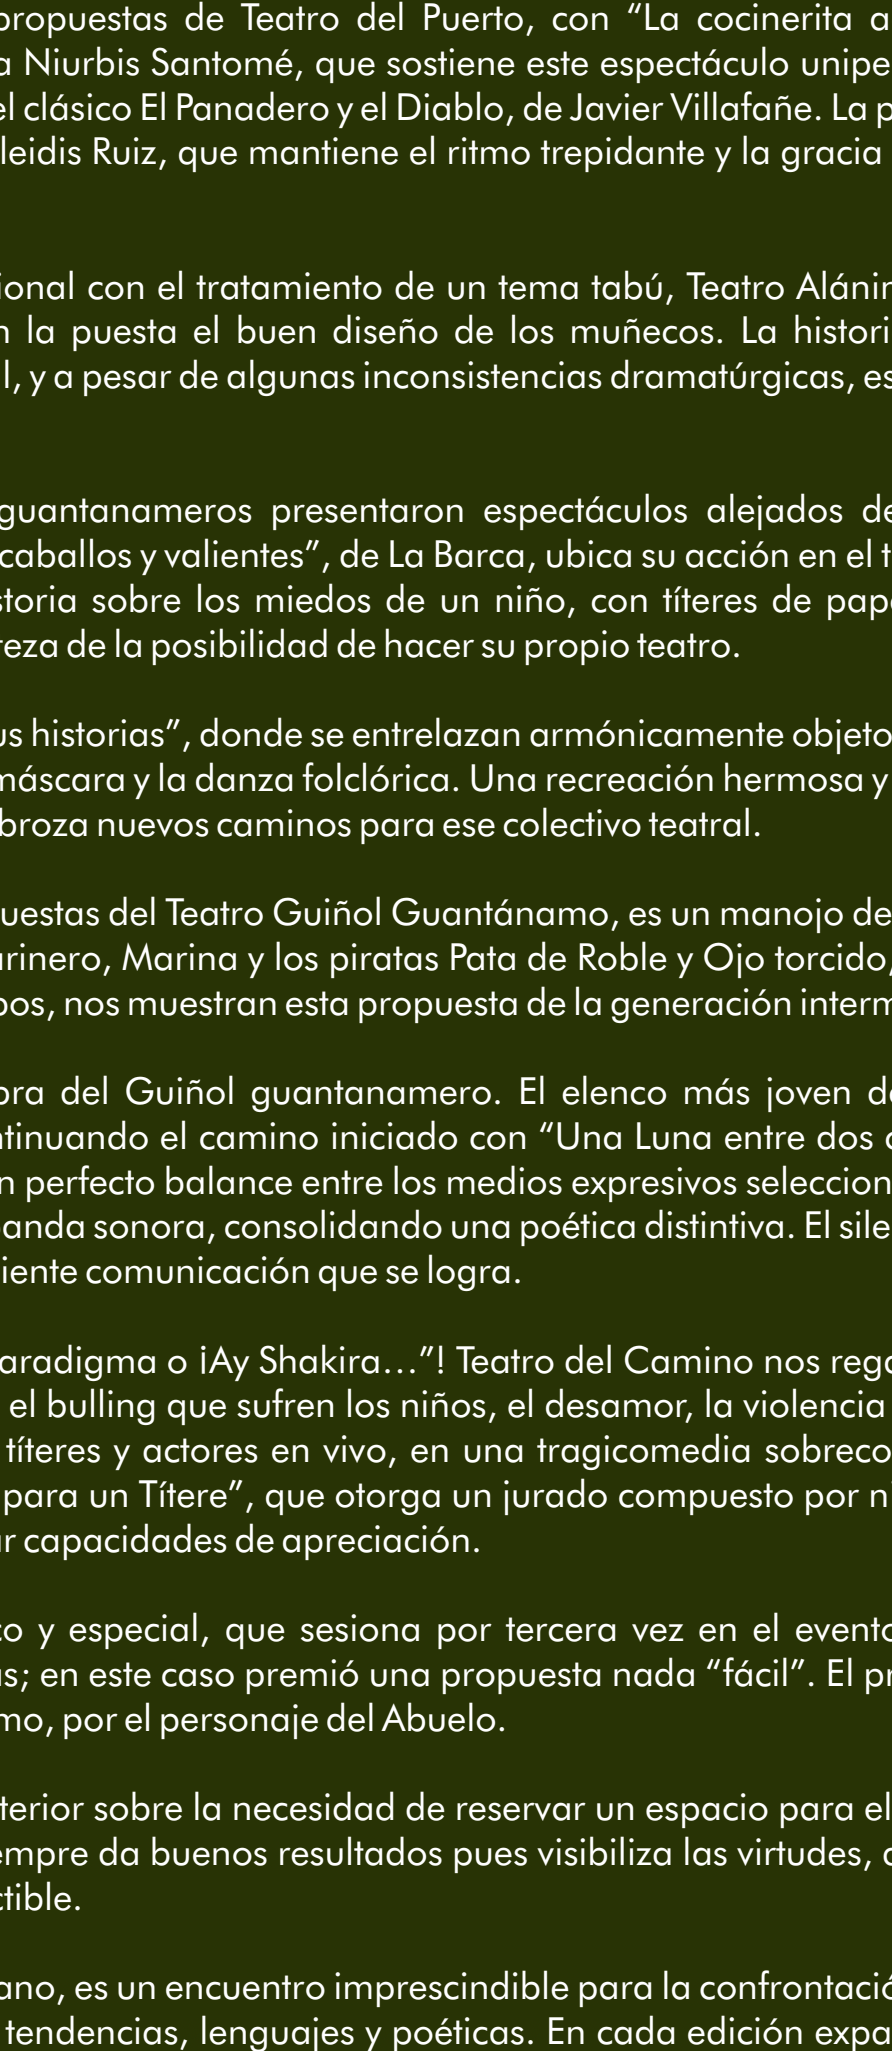 propuestas de Teatro del Puerto, con “La cocinerita a
a Niurbis Santomé, que sostiene este espectáculo unipe
el clásico El Panadero y el Diablo, de Javier Villafañe. La p
leidis Ruiz, que mantiene el ritmo trepidante y la gracia
ional con el tratamiento de un tema tabú, Teatro Alánim
n la puesta el buen diseño de los muñecos. La histori
l, y a pesar de algunas inconsistencias dramatúrgicas, es
guantanameros presentaron espectáculos alejados de
caballos y valientes”, de La Barca, ubica su acción en el t
storia sobre los miedos de un niño, con títeres de pape
teza de la posibilidad de hacer su propio teatro.
us historias”, donde se entrelazan armónicamente objeto
máscara y la danza folclórica. Una recreación hermosa y
broza nuevos caminos para ese colectivo teatral.
uestas del Teatro Guiñol Guantánamo, es un manojo de
arinero, Marina y los piratas Pata de Roble y Ojo torcido,
pos, nos muestran esta propuesta de la generación interm
bra del Guiñol guantanamero. El elenco más joven de
ntinuando el camino iniciado con “Una Luna entre dos c
n perfecto balance entre los medios expresivos seleccion
banda sonora, consolidando una poética distintiva. El sile
iente comunicación que se logra.
aradigma o ¡Ay Shakira...”! Teatro del Camino nos rega
el bulling que sufren los niños, el desamor, la violencia
títeres y actores en vivo, en una tragicomedia sobreco
para un Títere”, que otorga un jurado compuesto por ni
ar capacidades de apreciación.
co y especial, que sesiona por tercera vez en el evento
as; en este caso premió una propuesta nada “fácil”. El pr
mo, por el personaje del Abuelo.
terior sobre la necesidad de reservar un espacio para el
empre da buenos resultados pues visibiliza las virtudes, a
ctible.
ano, es un encuentro imprescindible para la confrontació
tendencias, lenguajes y poéticas. En cada edición expa